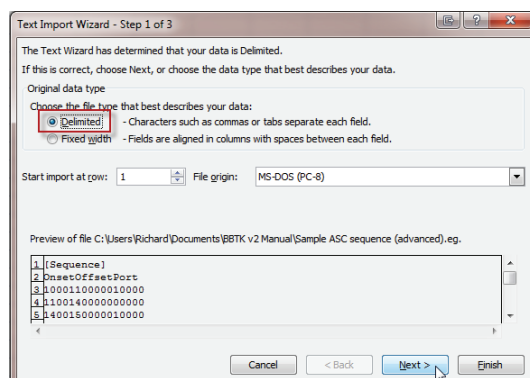 Text Import Wizard - Step 1 of 3
The Text Wizard has determined that your data is Delimited.
If this is correct, choose Next, or choose the data type that best describes your data.
Original data type
Choose the file type that best describes your data:
Delimited - Characters such as commas or tabs separate each field.
Fixed width - Fields are aligned in columns with spaces between each field.
Start import at row: 1 File origin: MS-DOS (PC-8)
Preview of file C:\Users\Richard\Documents\BBTK v2 Manual\Sample ASC sequence (advanced).eg.
1 [Sequence]
2 OnsetOffsetPort
3 1000110000010000
4 1100140000000000
5 1400150000010000
Cancel < Back Next > Finish